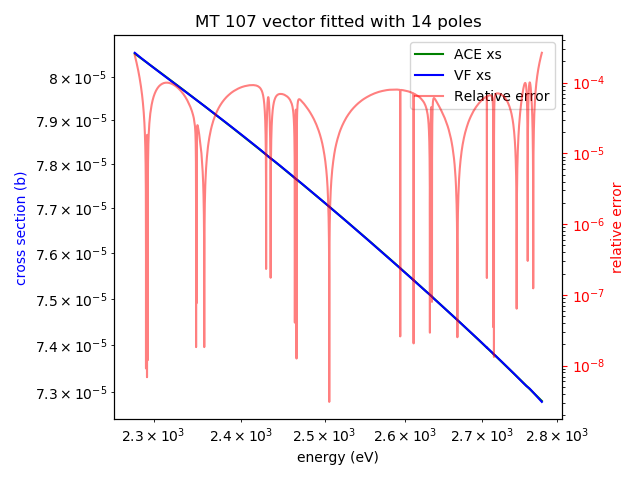 MT 107 vector fitted with 14 poles
ACE xs
VF xs
Relative error
8 × 10⁻⁵
7.9 × 10⁻⁵
7.8 × 10⁻⁵
7.7 × 10⁻⁵
7.6 × 10⁻⁵
7.5 × 10⁻⁵
7.4 × 10⁻⁵
7.3 × 10⁻⁵
cross section (b)
10⁻⁴
10⁻⁵
10⁻⁶
10⁻⁷
10⁻⁸
relative error
2.3 × 10³ 2.4 × 10³ 2.5 × 10³ 2.6 × 10³ 2.7 × 10³ 2.8 × 10³
energy (eV)